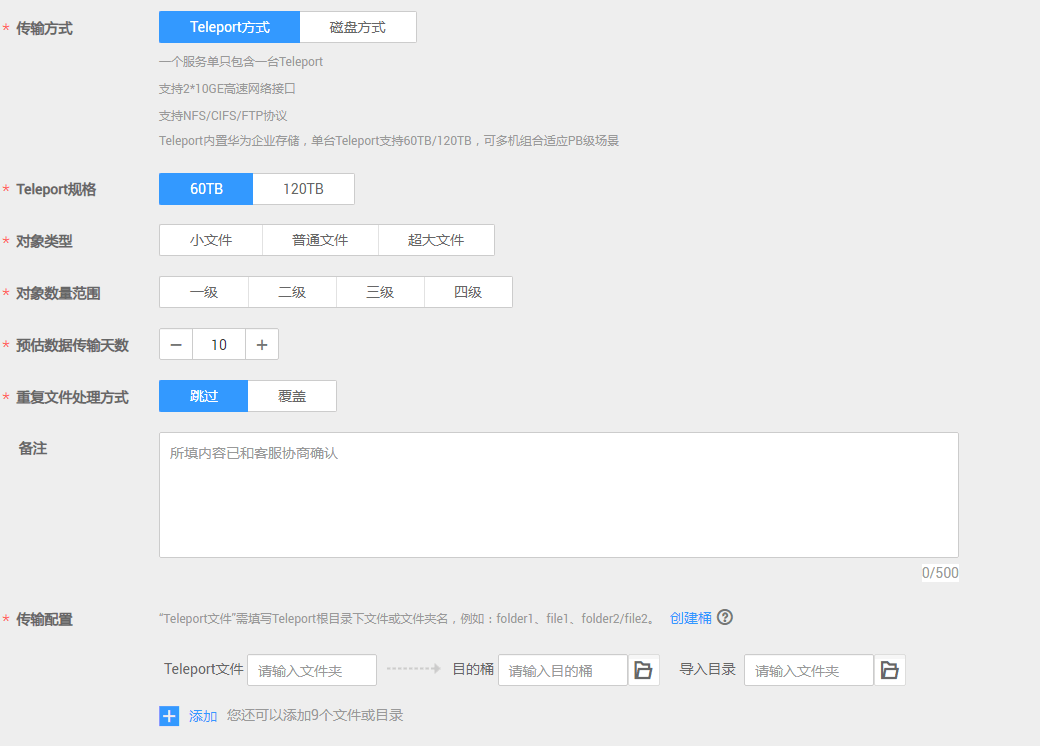 * 传输方式 Teleport方式 磁盘方式
一个服务单只包含一台Teleport
支持2*10GE高速网络接口
支持NFS/CIFS/FTP协议
Teleport内置华为企业存储，单台Teleport支持60TB/120TB，可多机组合适应PB级场景
* Teleport规格 60TB 120TB
* 对象类型 小文件 普通文件 超大文件
* 对象数量范围 一级 二级 三级 四级
* 预估数据传输天数 − 10 +
* 重复文件处理方式 跳过 覆盖
备注 所填内容已和客服协商确认
0/500
* 传输配置 “Teleport文件”需填写Teleport根目录下文件或文件夹名，例如：folder1、file1、folder2/file2。 创建桶 ?
Teleport文件 请输入文件夹 目的桶 请输入目的桶 导入目录 请输入文件夹
+ 添加 您还可以添加9个文件或目录